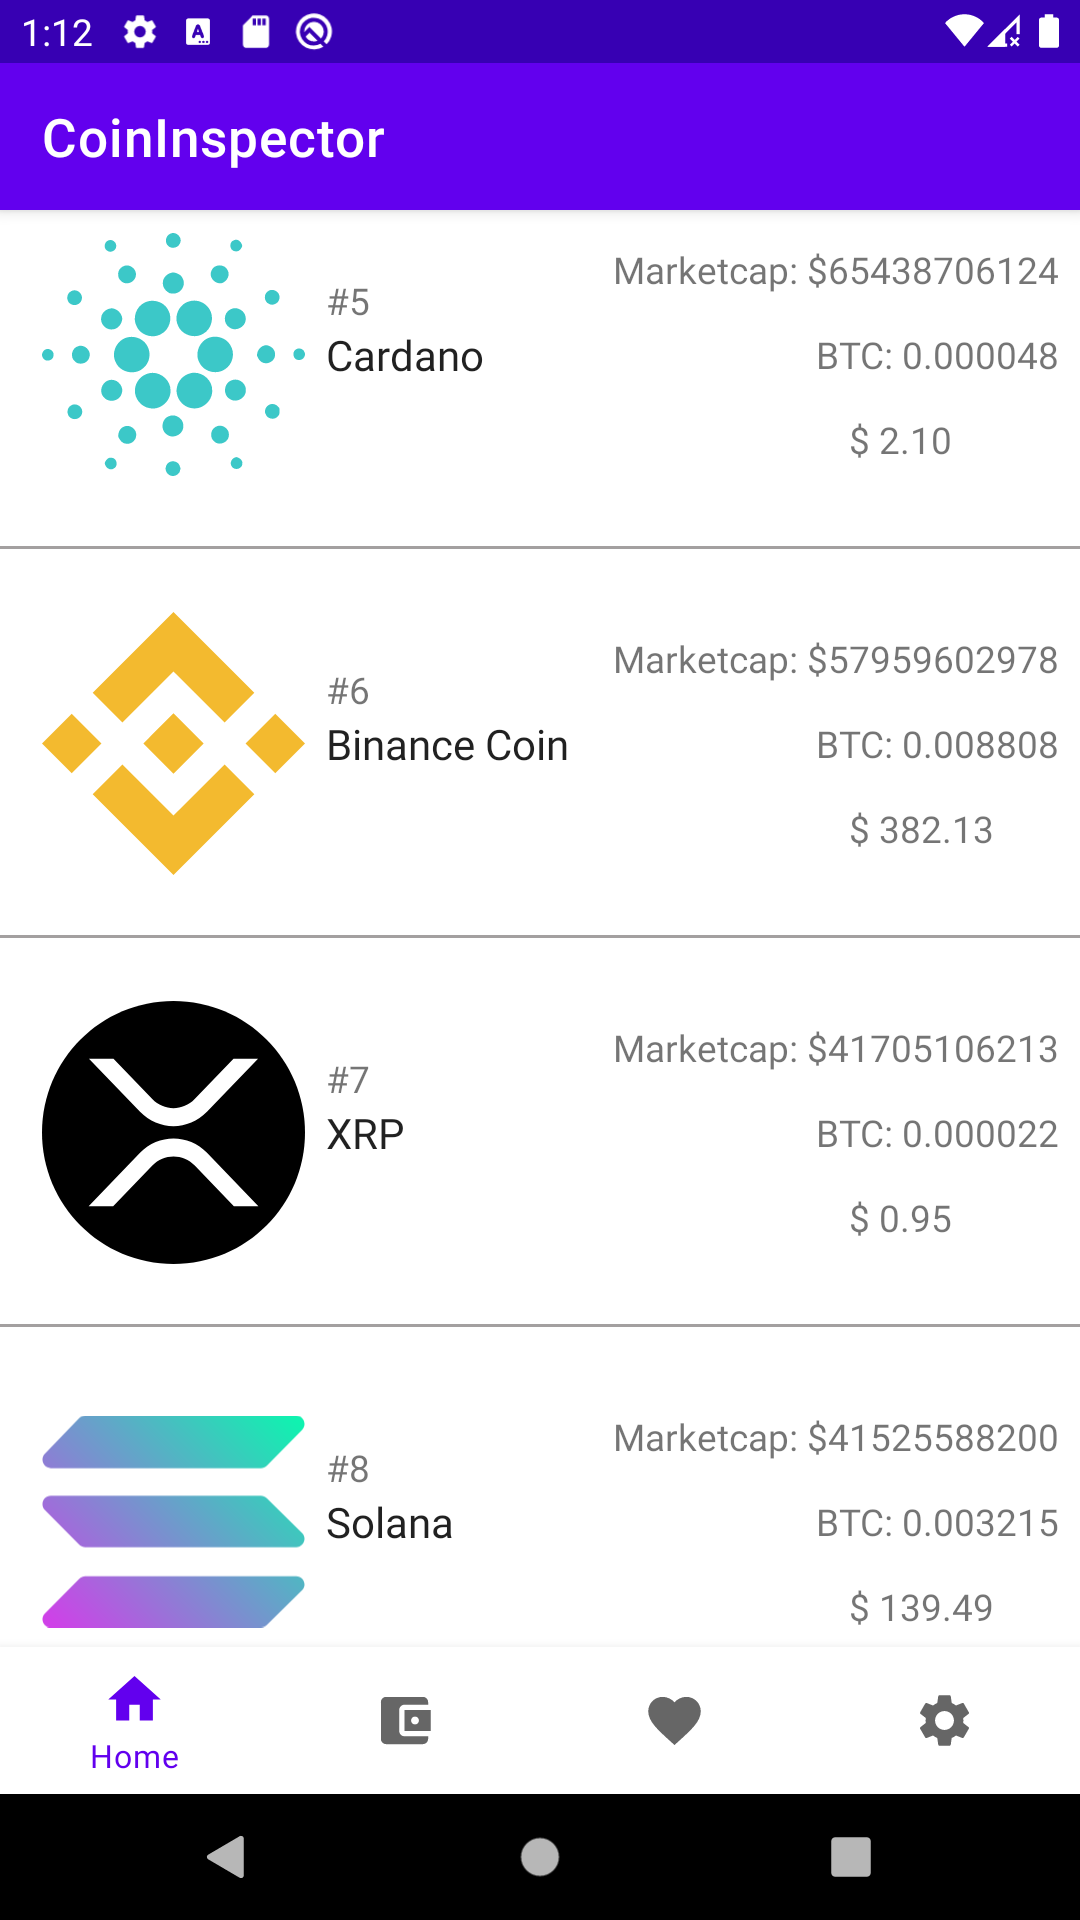 1:12
CoinInspector
Marketcap: $65438706124
#5
Cardano
BTC: 0.000048
$ 2.10
Marketcap: $57959602978
#6
Binance Coin
BTC: 0.008808
$ 382.13
Marketcap: $41705106213
#7
XRP
BTC: 0.000022
$ 0.95
Marketcap: $41525588200
#8
Solana
BTC: 0.003215
$ 139.49
Home